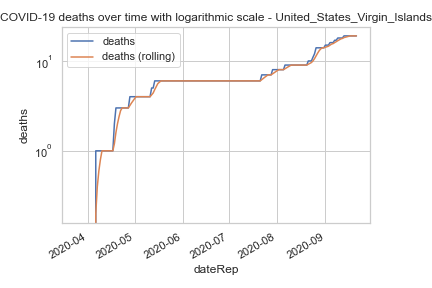 COVID-19 deaths over time with logarithmic scale - United_States_Virgin_Islands
deaths
deaths (rolling)
10¹
10⁰
deaths
2020-04
2020-05
2020-06
2020-07
2020-08
2020-09
dateRep